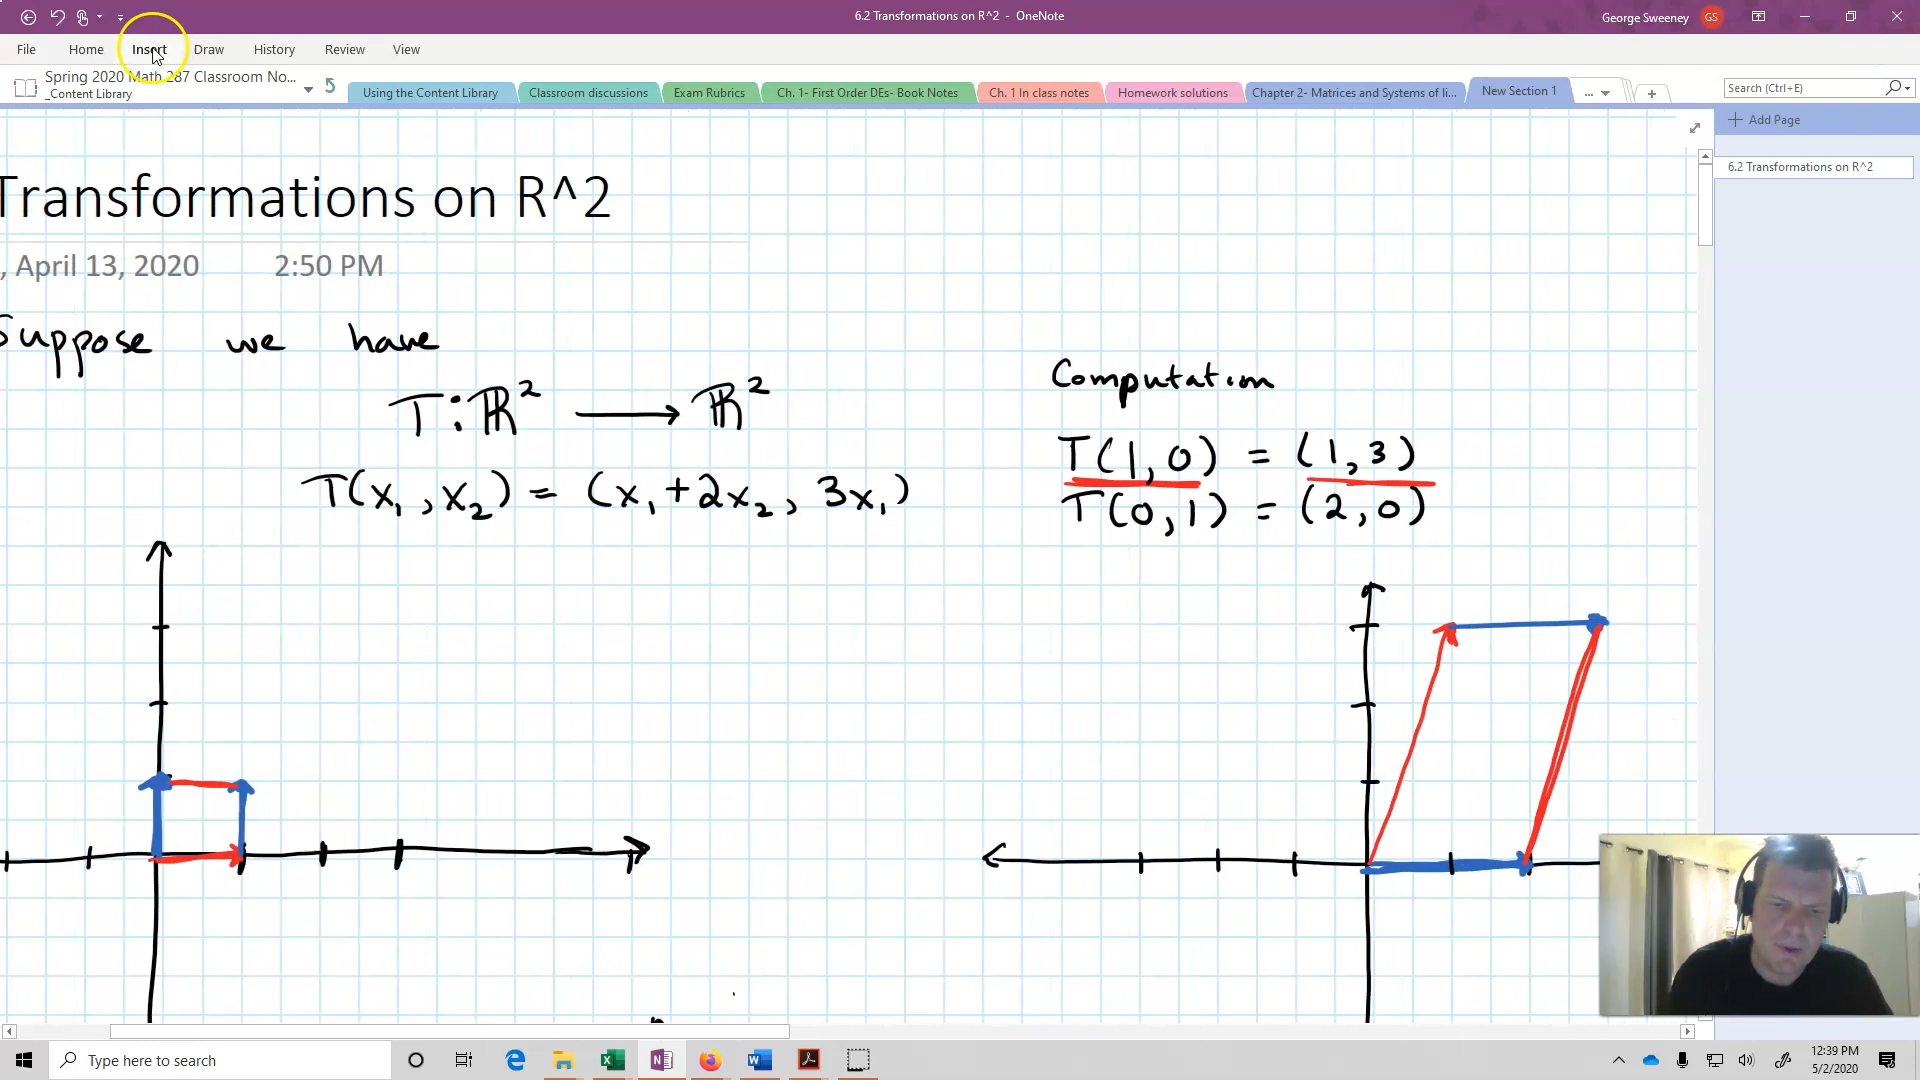 6.2 Transformations on R^2 - OneNote
George Sweeney
GS
File Home Insert Draw History Review View
Spring 2020 Math 287 Classroom No...
_Content Library
Using the Content Library
Classroom discussions
Exam Rubrics
Ch. 1- First Order DEs- Book Notes
Ch. 1 In class notes
Homework solutions
Chapter 2- Matrices and Systems of li...
New Section 1
...
Search (Ctrl+E)
Add Page
6.2 Transformations on R^2
Transformations on R^2
, April 13, 2020 2:50 PM
Suppose we have
T: ℝ² ⟶ ℝ²
T(x₁, x₂) = (x₁+2x₂, 3x₁)
Computation
T(1,0) = (1,3)
T(0,1) = (2,0)
Type here to search
12:39 PM
5/2/2020